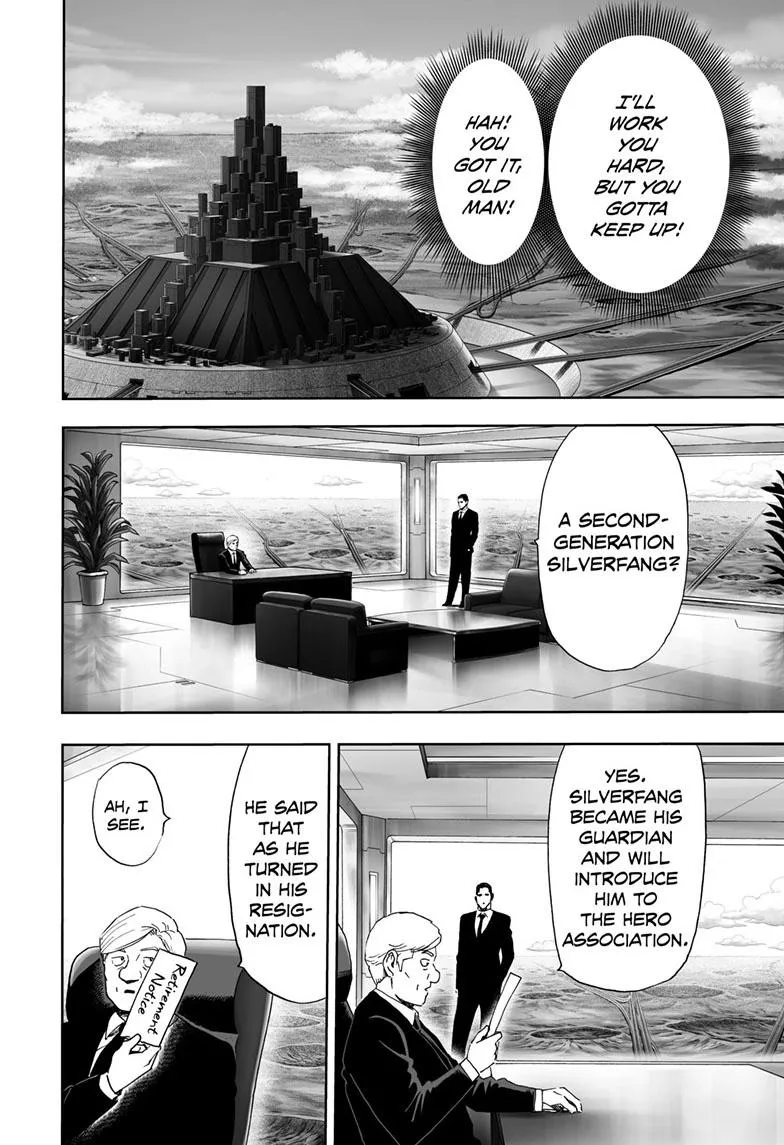 I'LL
WORK
YOU
HARD,
BUT YOU
GOTTA
KEEP UP!
HAH!
YOU
GOT IT,
OLD
MAN!
A SECOND-
GENERATION
SILVERFANG?
YES.
SILVERFANG
BECAME HIS
GUARDIAN
AND WILL
INTRODUCE
HIM TO
THE HERO
ASSOCIATION.
HE SAID
THAT
AS HE
TURNED
IN HIS
RESIG-
NATION.
AH, I
SEE.
Retirement
Notice